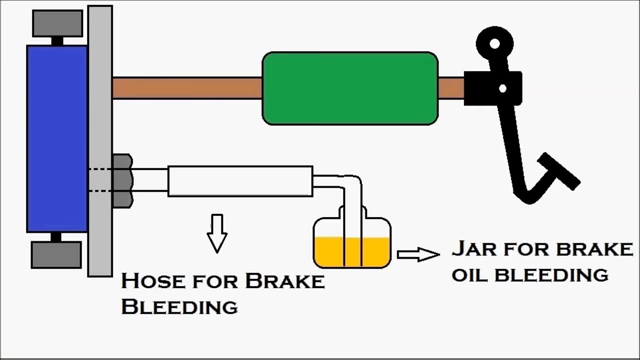 Hose for Brake
Bleeding
Jar for brake
oil bleeding